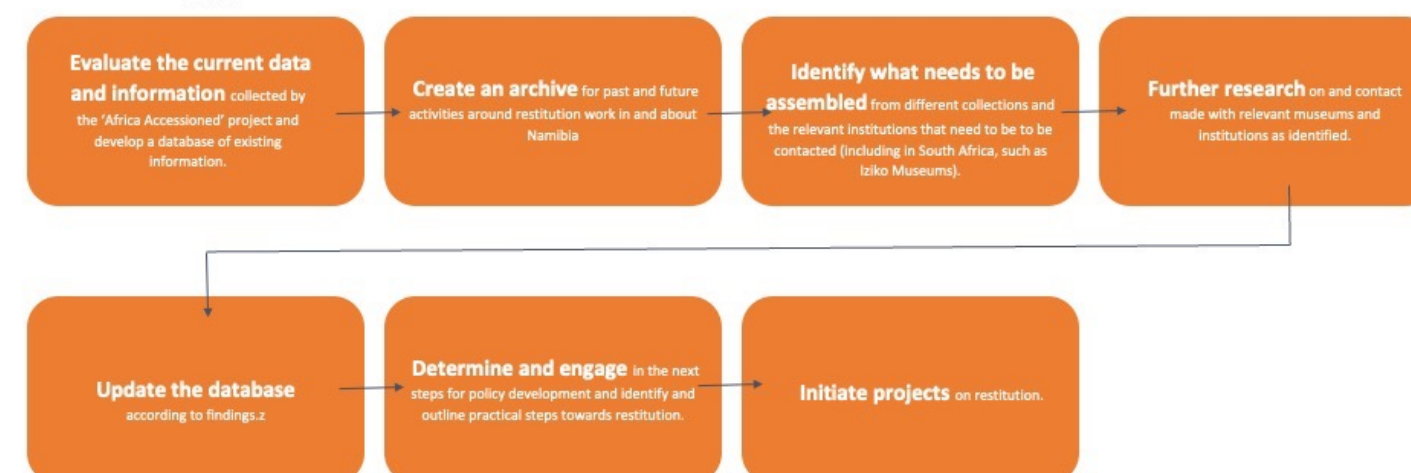 Evaluate the current data
and information collected by
the ‘Africa Accessioned’ project and
develop a database of existing
information.
Create an archive for past and future
activities around restitution work in and about
Namibia
Identify what needs to be
assembled from different collections and
the relevant institutions that need to be to be
contacted (including in South Africa, such as
Iziko Museums).
Further research on and contact
made with relevant museums and
institutions as identified.
Update the database
according to findings.z
Determine and engage in the next
steps for policy development and identify and
outline practical steps towards restitution.
Initiate projects on restitution.